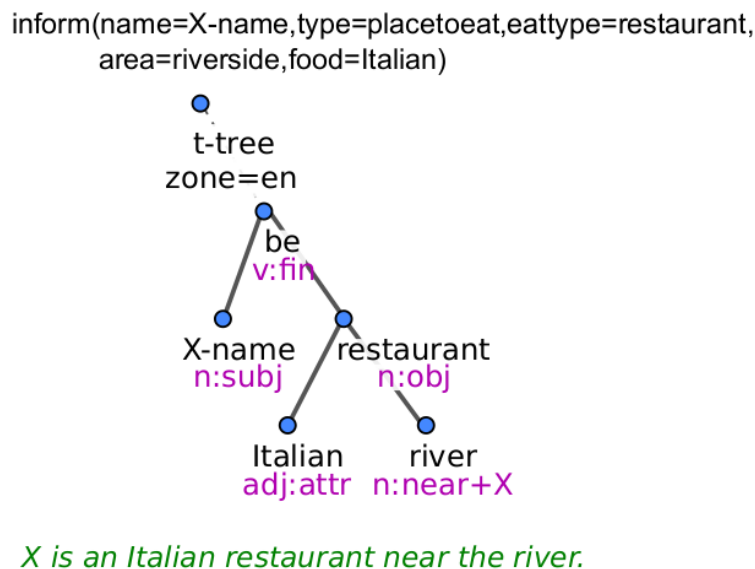 inform(name=X-name,type=placetoeat,eattype=restaurant,
area=riverside,food=Italian)
t-tree
zone=en
be
v:fin
X-name restaurant
n:subj n:obj
Italian river
adj:attr n:near+X
X is an Italian restaurant near the river.